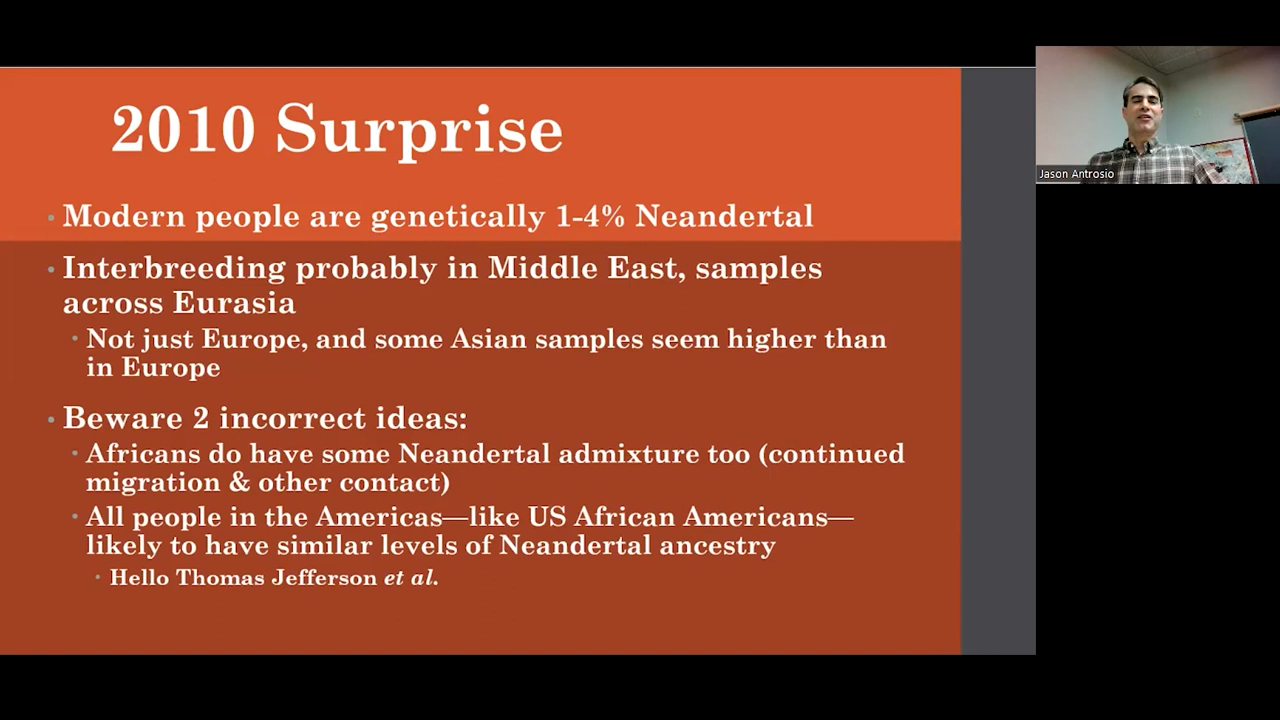 2010 Surprise
• Modern people are genetically 1-4% Neandertal
• Interbreeding probably in Middle East, samples
across Eurasia
• Not just Europe, and some Asian samples seem higher than
in Europe
• Beware 2 incorrect ideas:
• Africans do have some Neandertal admixture too (continued
migration & other contact)
• All people in the Americas—like US African Americans—
likely to have similar levels of Neandertal ancestry
• Hello Thomas Jefferson et al.
Jason Antrosio